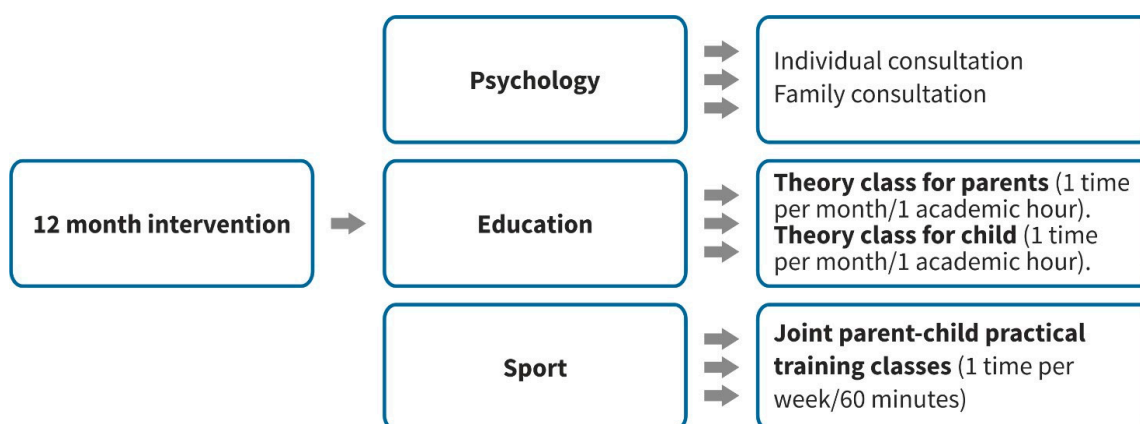 Psychology
Individual consultation
Family consultation
12 month intervention
Education
Theory class for parents (1 time
per month/1 academic hour).
Theory class for child (1 time
per month/1 academic hour).
Sport
Joint parent-child practical
training classes (1 time per
week/60 minutes)